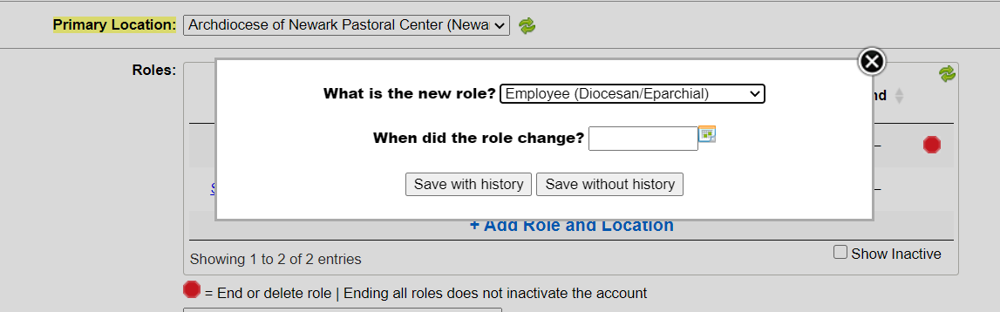 Primary Location: Archdiocese of Newark Pastoral Center (Newa
Roles:
What is the new role? Employee (Diocesan/Eparchial)
nd
When did the role change?
–
Save with history Save without history
–
+ Add Role and Location
Showing 1 to 2 of 2 entries
Show Inactive
= End or delete role | Ending all roles does not inactivate the account